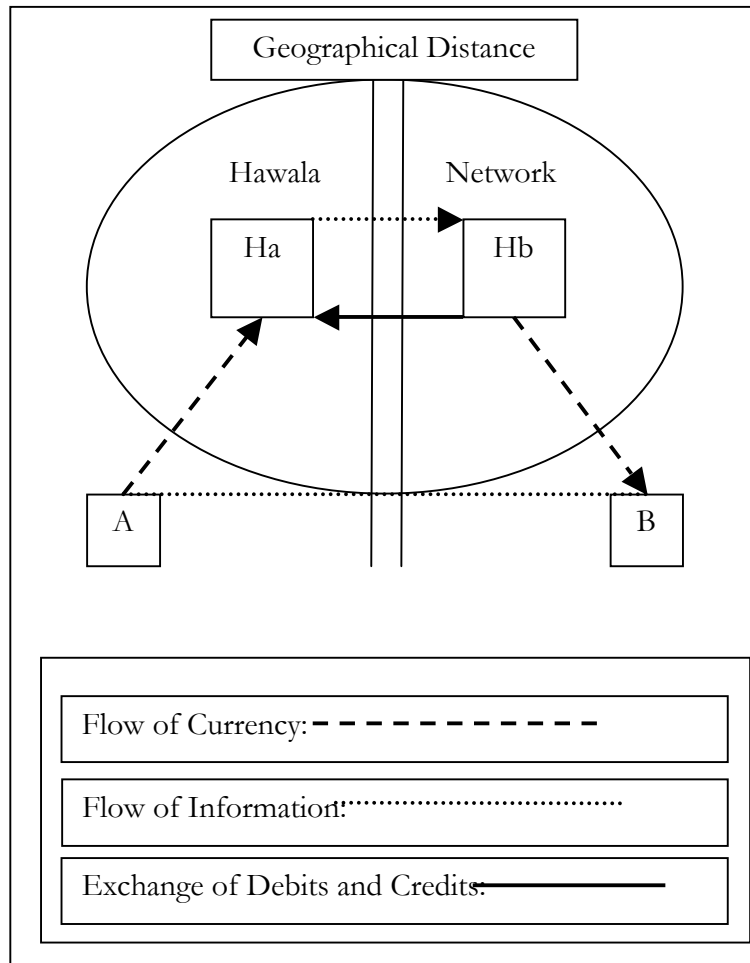 Geographical Distance
Hawala Network
Ha Hb
A B
Flow of Currency:
Flow of Information:
Exchange of Debits and Credits: